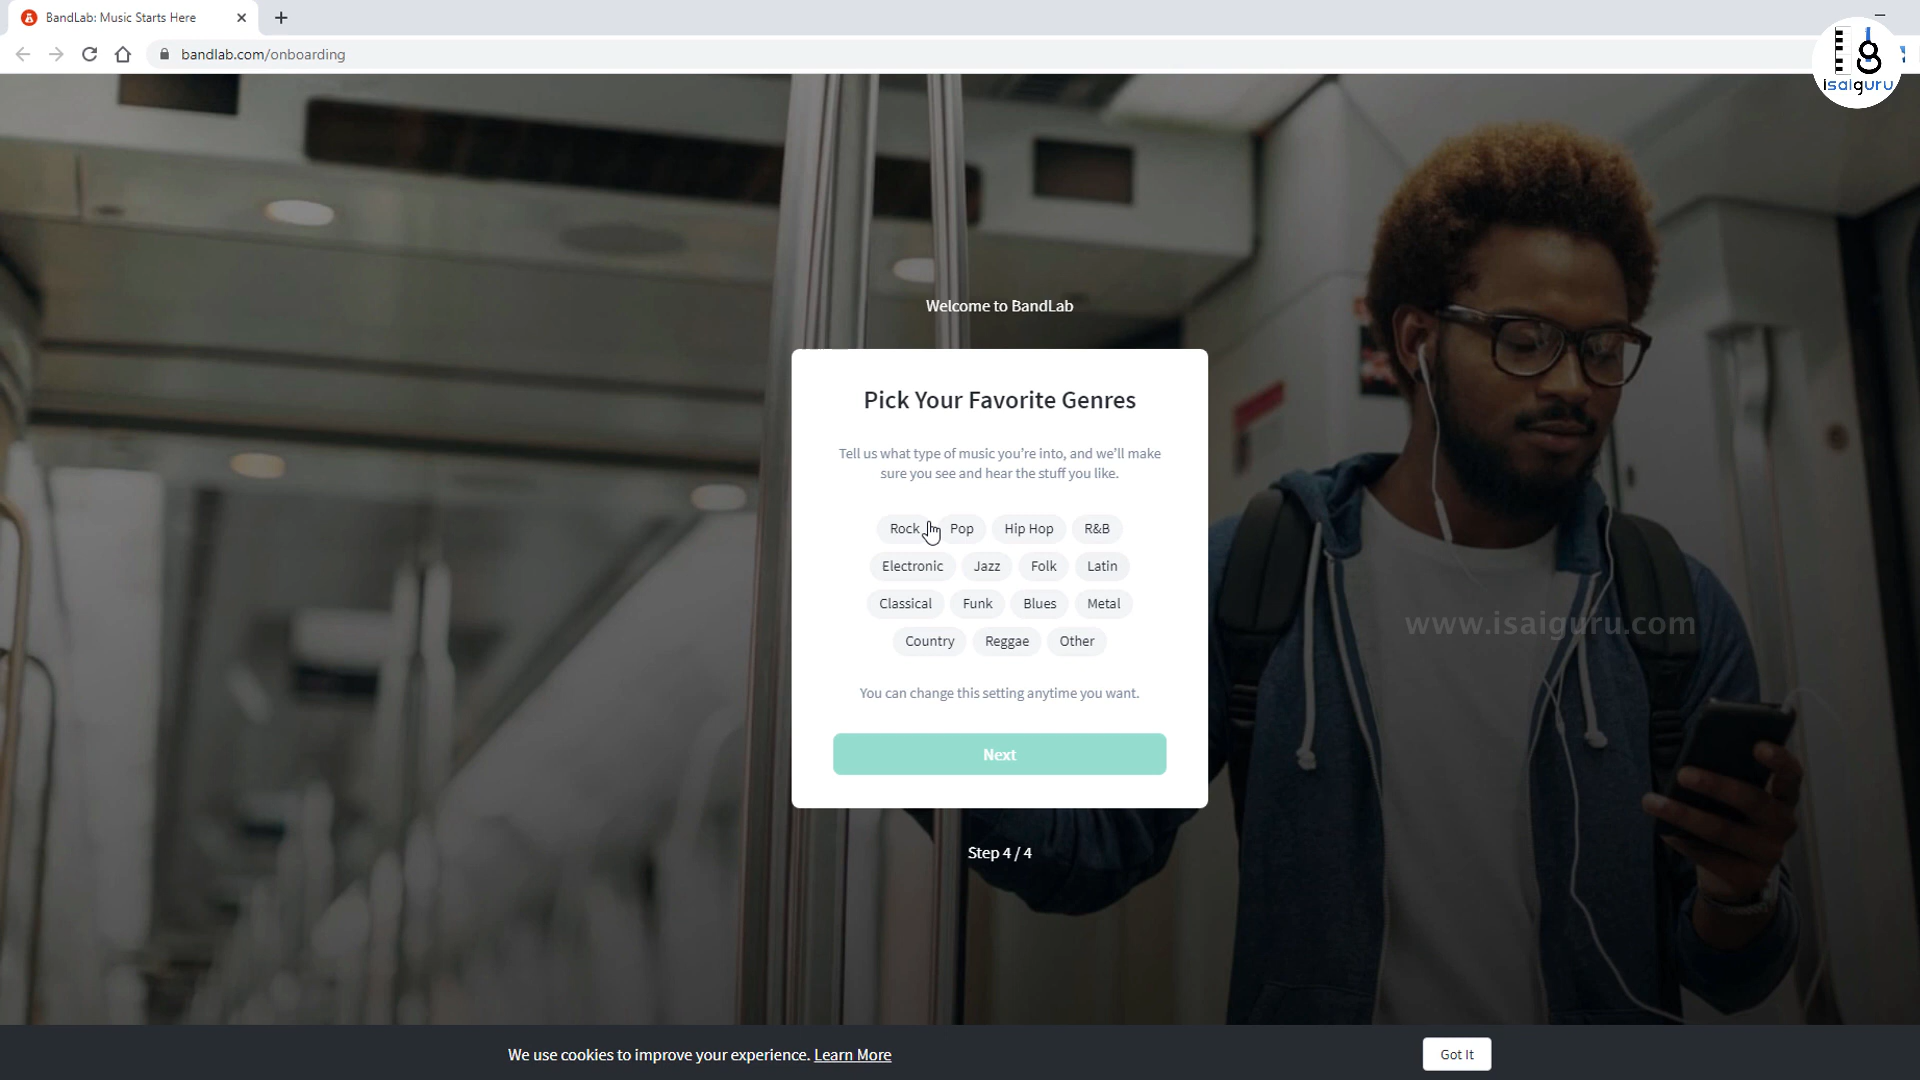 BandLab: Music Starts Here
bandlab.com/onboarding
isaiguru
Welcome to BandLab
Pick Your Favorite Genres
Tell us what type of music you're into, and we'll make
sure you see and hear the stuff you like.
Rock Pop Hip Hop R&B
Electronic Jazz Folk Latin
Classical Funk Blues Metal
Country Reggae Other
www.isaiguru.com
You can change this setting anytime you want.
Next
Step 4 / 4
We use cookies to improve your experience. Learn More
Got It